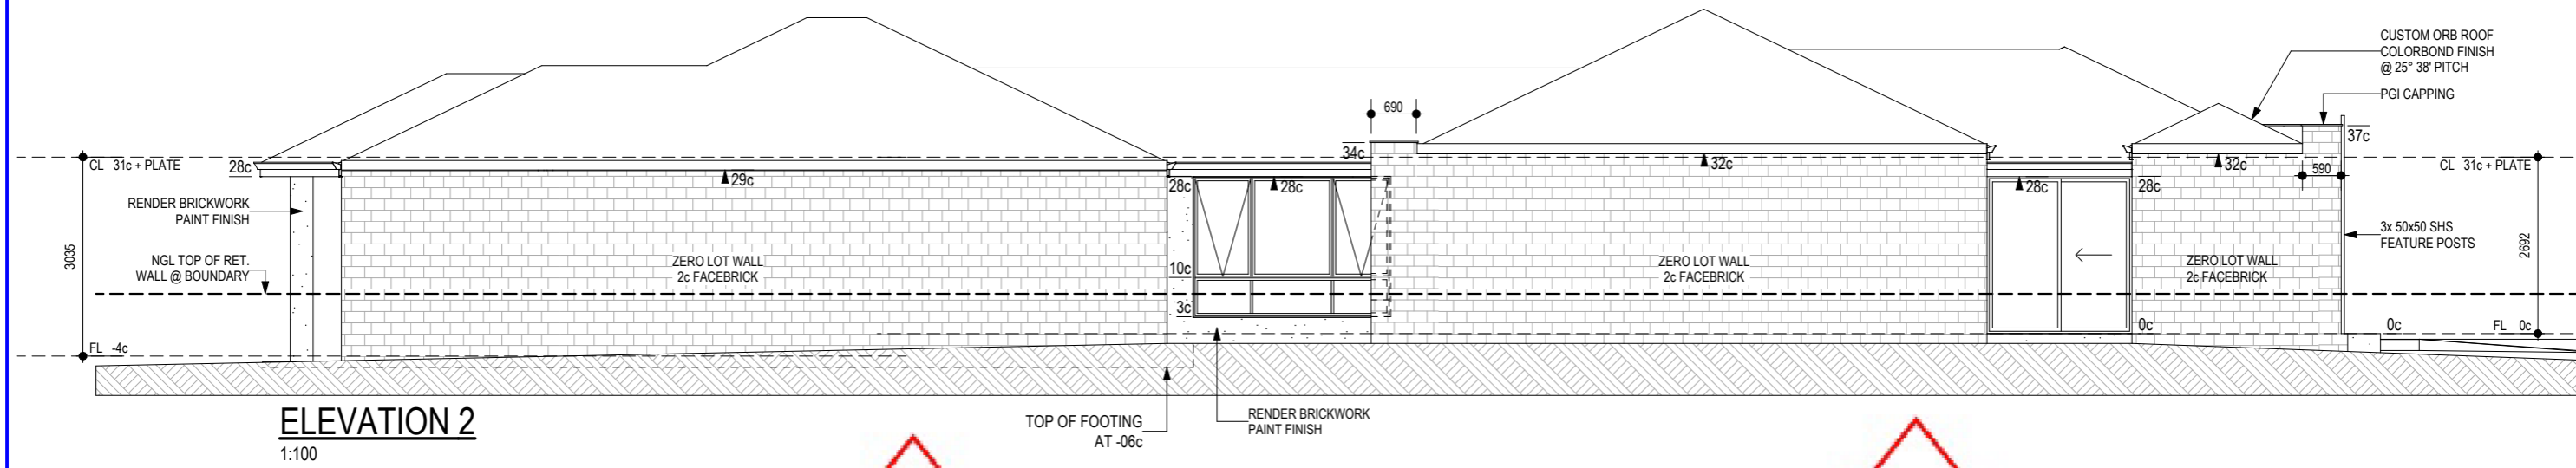 CUSTOM ORB ROOF
COLORBOND FINISH
@ 25° 38' PITCH
PGI CAPPING
690
37c
34c
CL 31c + PLATE
28c
29c
32c
32c
590
CL 31c + PLATE
28c
28c
28c
28c
RENDER BRICKWORK
PAINT FINISH
3035
NGL TOP OF RET.
WALL @ BOUNDARY
ZERO LOT WALL
2c FACEBRICK
10c
3c
ZERO LOT WALL
2c FACEBRICK
ZERO LOT WALL
2c FACEBRICK
3x 50x50 SHS
FEATURE POSTS
2692
0c
0c
FL 0c
FL -4c
ELEVATION 2
1:100
TOP OF FOOTING
AT -06c
RENDER BRICKWORK
PAINT FINISH